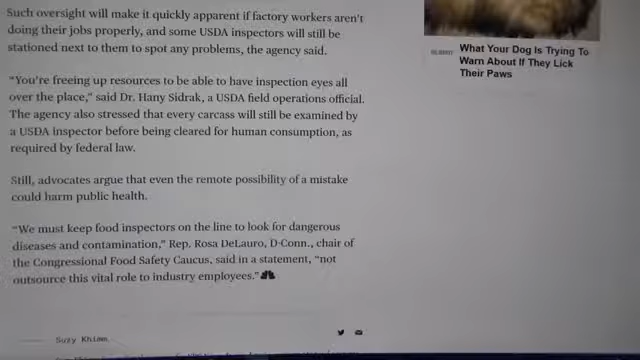 Such oversight will make it quickly apparent if factory workers aren't
doing their jobs properly, and some USDA inspectors will still be
stationed next to them to spot any problems, the agency said.
“You're freeing up resources to be able to have inspection eyes all
over the place,” said Dr. Hany Sidrak, a USDA field operations official.
The agency also stressed that every carcass will still be examined by
a USDA inspector before being cleared for human consumption, as
required by federal law.
Still, advocates argue that even the remote possibility of a mistake
could harm public health.
“We must keep food inspectors on the line to look for dangerous
diseases and contamination,” Rep. Rosa DeLauro, D-Conn., chair of
the Congressional Food Safety Caucus, said in a statement, “not
outsource this vital role to industry employees.”
Suzy Khimm
What Your Dog Is Trying To
Warn About If They Lick
Their Paws